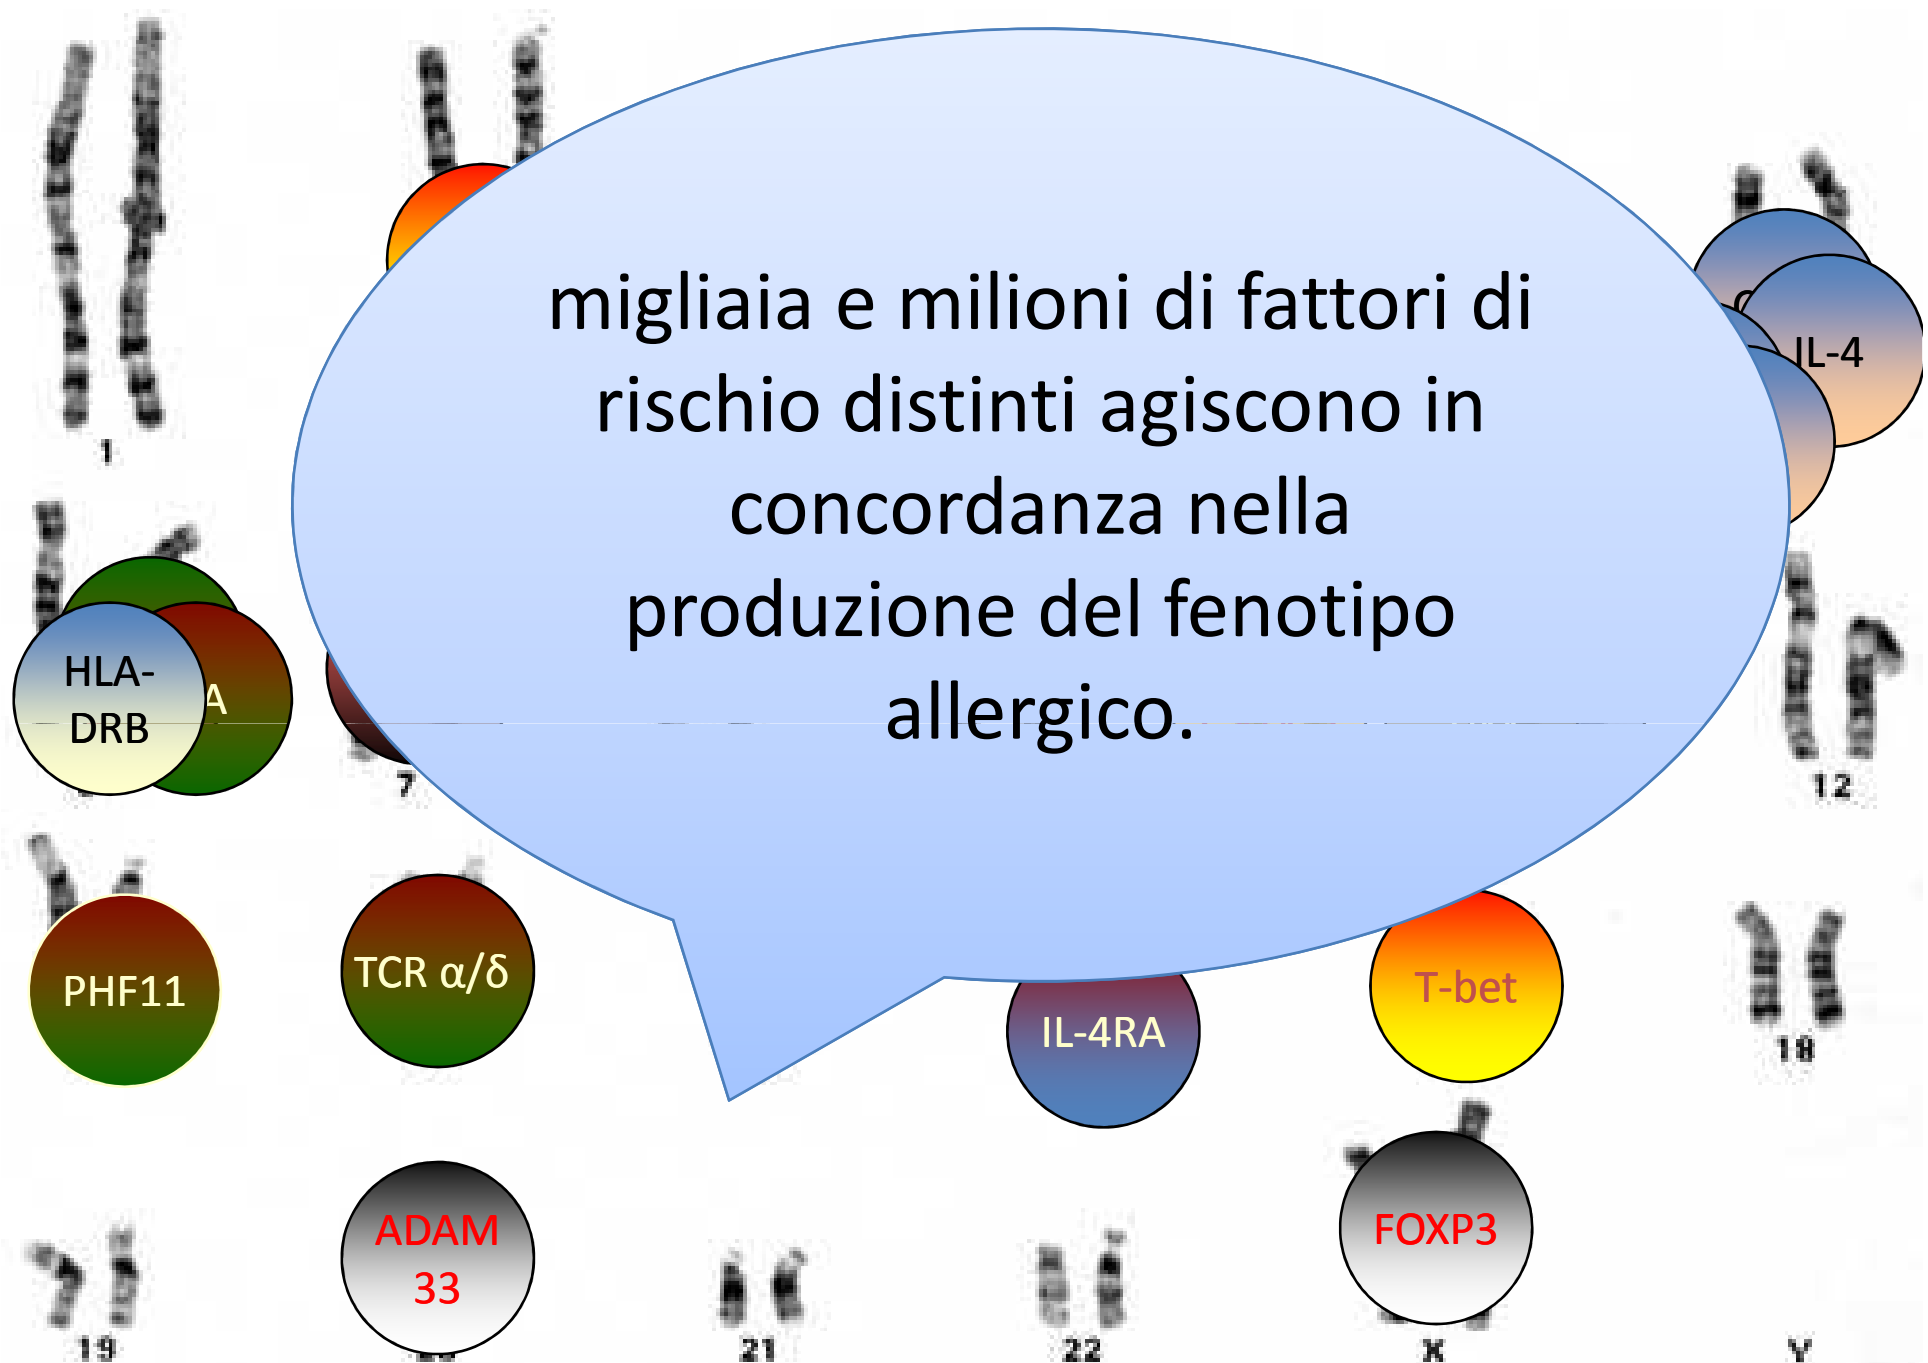 migliaia e milioni di fattori di
rischio distinti agiscono in
concordanza nella
produzione del fenotipo
allergico.
IL-4
1
HLA-
DRB
A
7
12
PHF11
TCR α/δ
IL-4RA
T-bet
18
ADAM
33
FOXP3
19
21
22
X
Y